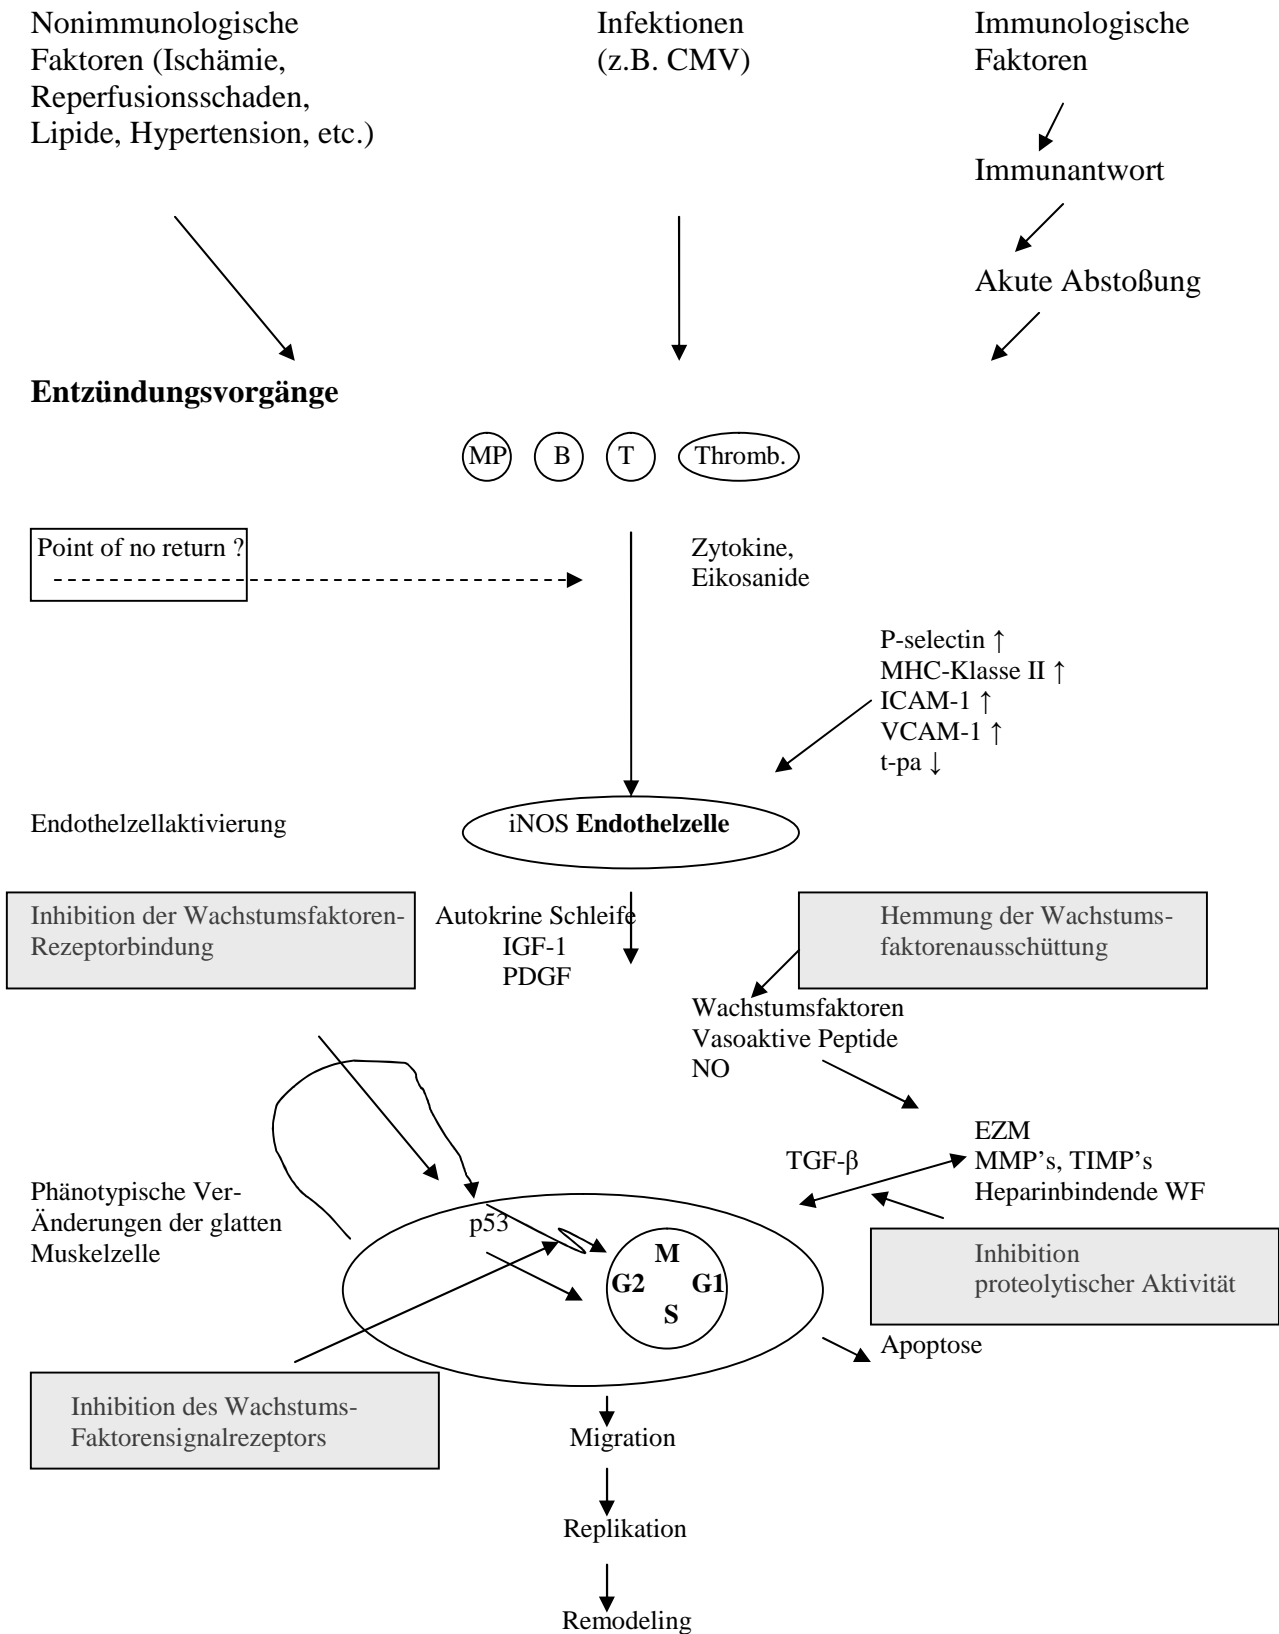 Nonimmunologische
Faktoren (Ischämie,
Reperfusionsschaden,
Lipide, Hypertension, etc.)
Infektionen
(z.B. CMV)
Immunologische
Faktoren
Immunantwort
Akute Abstoßung
Entzündungsvorgänge
MP
B
T
Thromb.
Point of no return ?
Zytokine,
Eikosanide
P-selectin ↑
MHC-Klasse II ↑
ICAM-1 ↑
VCAM-1 ↑
t-pa ↓
Endothelzellaktivierung
iNOS Endothelzelle
Inhibition der Wachstumsfaktoren-
Rezeptorbindung
Autokrine Schleife
IGF-1
PDGF
Hemmung der Wachstums-
faktorenausschüttung
Wachstumsfaktoren
Vasoaktive Peptide
NO
TGF-β
EZM
MMP’s, TIMP’s
Heparinbindende WF
Phänotypische Ver-
Änderungen der glatten
Muskelzelle
p53
M
G2 G1
S
Inhibition
proteolytischer Aktivität
Apoptose
Inhibition des Wachstums-
Faktorensignalrezeptors
Migration
Replikation
Remodeling